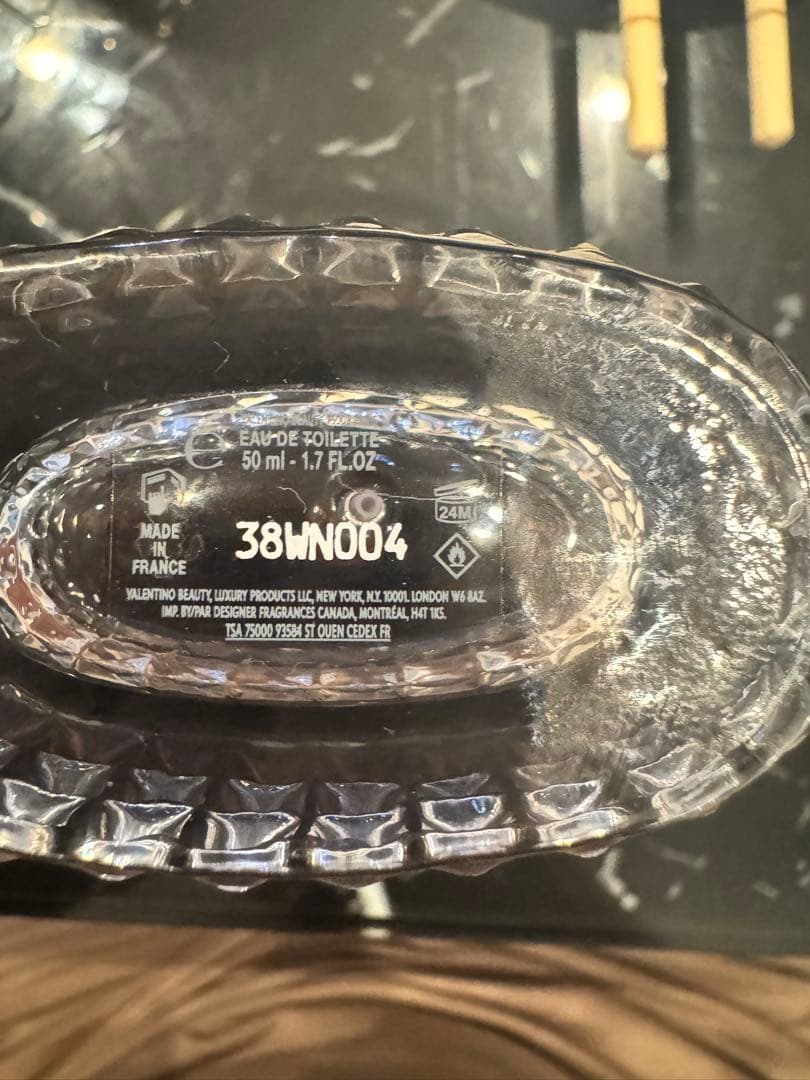 EAU DE TOILETTE
50 ml - 1.7 FL.OZ
24M
MADE
IN
FRANCE
38WN004
VALENTINO BEAUTY, LUXURY PRODUCTS LLC, NEW YORK, N.Y. 10001. LONDON W6 8AZ.
IMP. BY/PAR DESIGNER FRAGRANCES CANADA, MONTRÉAL, H4T 1K5.
TSA 75000 93584 ST OUEN CEDEX FR